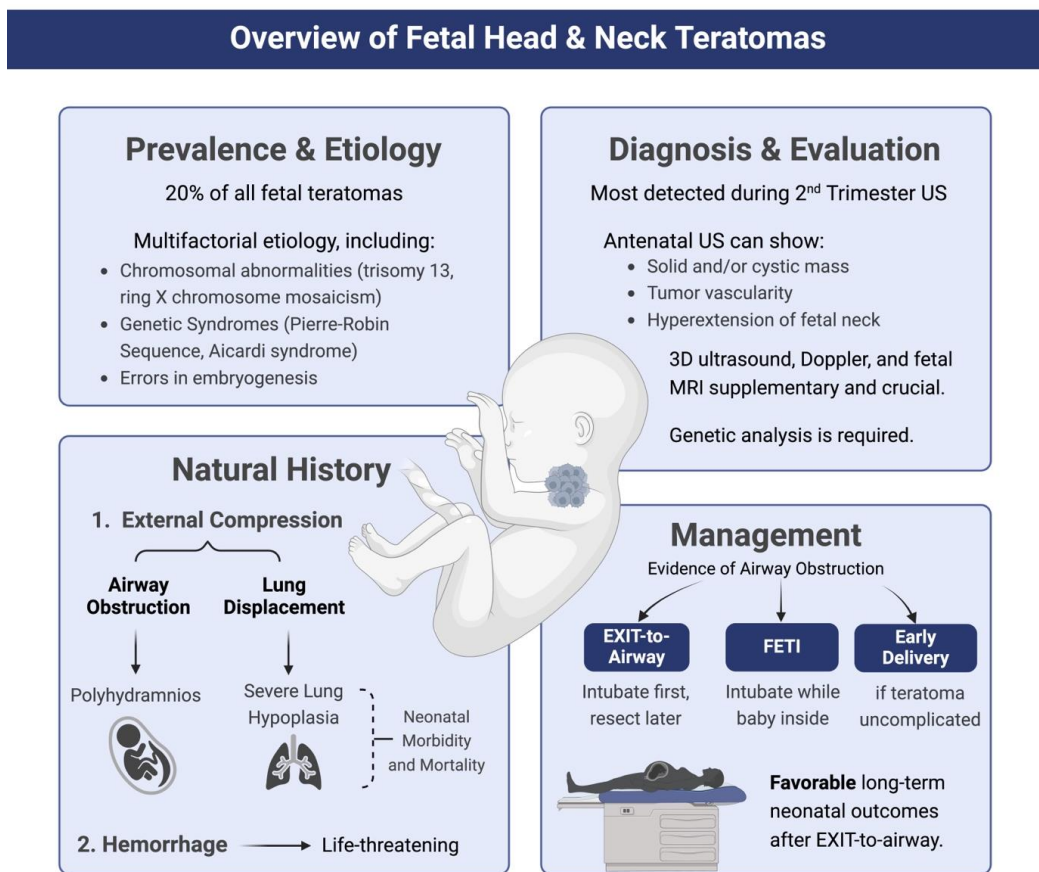 Overview of Fetal Head & Neck Teratomas
Prevalence & Etiology
20% of all fetal teratomas
Multifactorial etiology, including:
• Chromosomal abnormalities (trisomy 13,
ring X chromosome mosaicism)
• Genetic Syndromes (Pierre-Robin
Sequence, Aicardi syndrome)
• Errors in embryogenesis
Diagnosis & Evaluation
Most detected during 2nd Trimester US
Antenatal US can show:
• Solid and/or cystic mass
• Tumor vascularity
• Hyperextension of fetal neck
3D ultrasound, Doppler, and fetal
MRI supplementary and crucial.
Genetic analysis is required.
Natural History
1. External Compression
Airway
Obstruction
Lung
Displacement
Polyhydramnios
Severe Lung
Hypoplasia
Neonatal
Morbidity
and Mortality
2. Hemorrhage
Life-threatening
Management
Evidence of Airway Obstruction
EXIT-to-
Airway
Intubate first,
resect later
FETI
Intubate while
baby inside
Early
Delivery
if teratoma
uncomplicated
Favorable long-term
neonatal outcomes
after EXIT-to-airway.